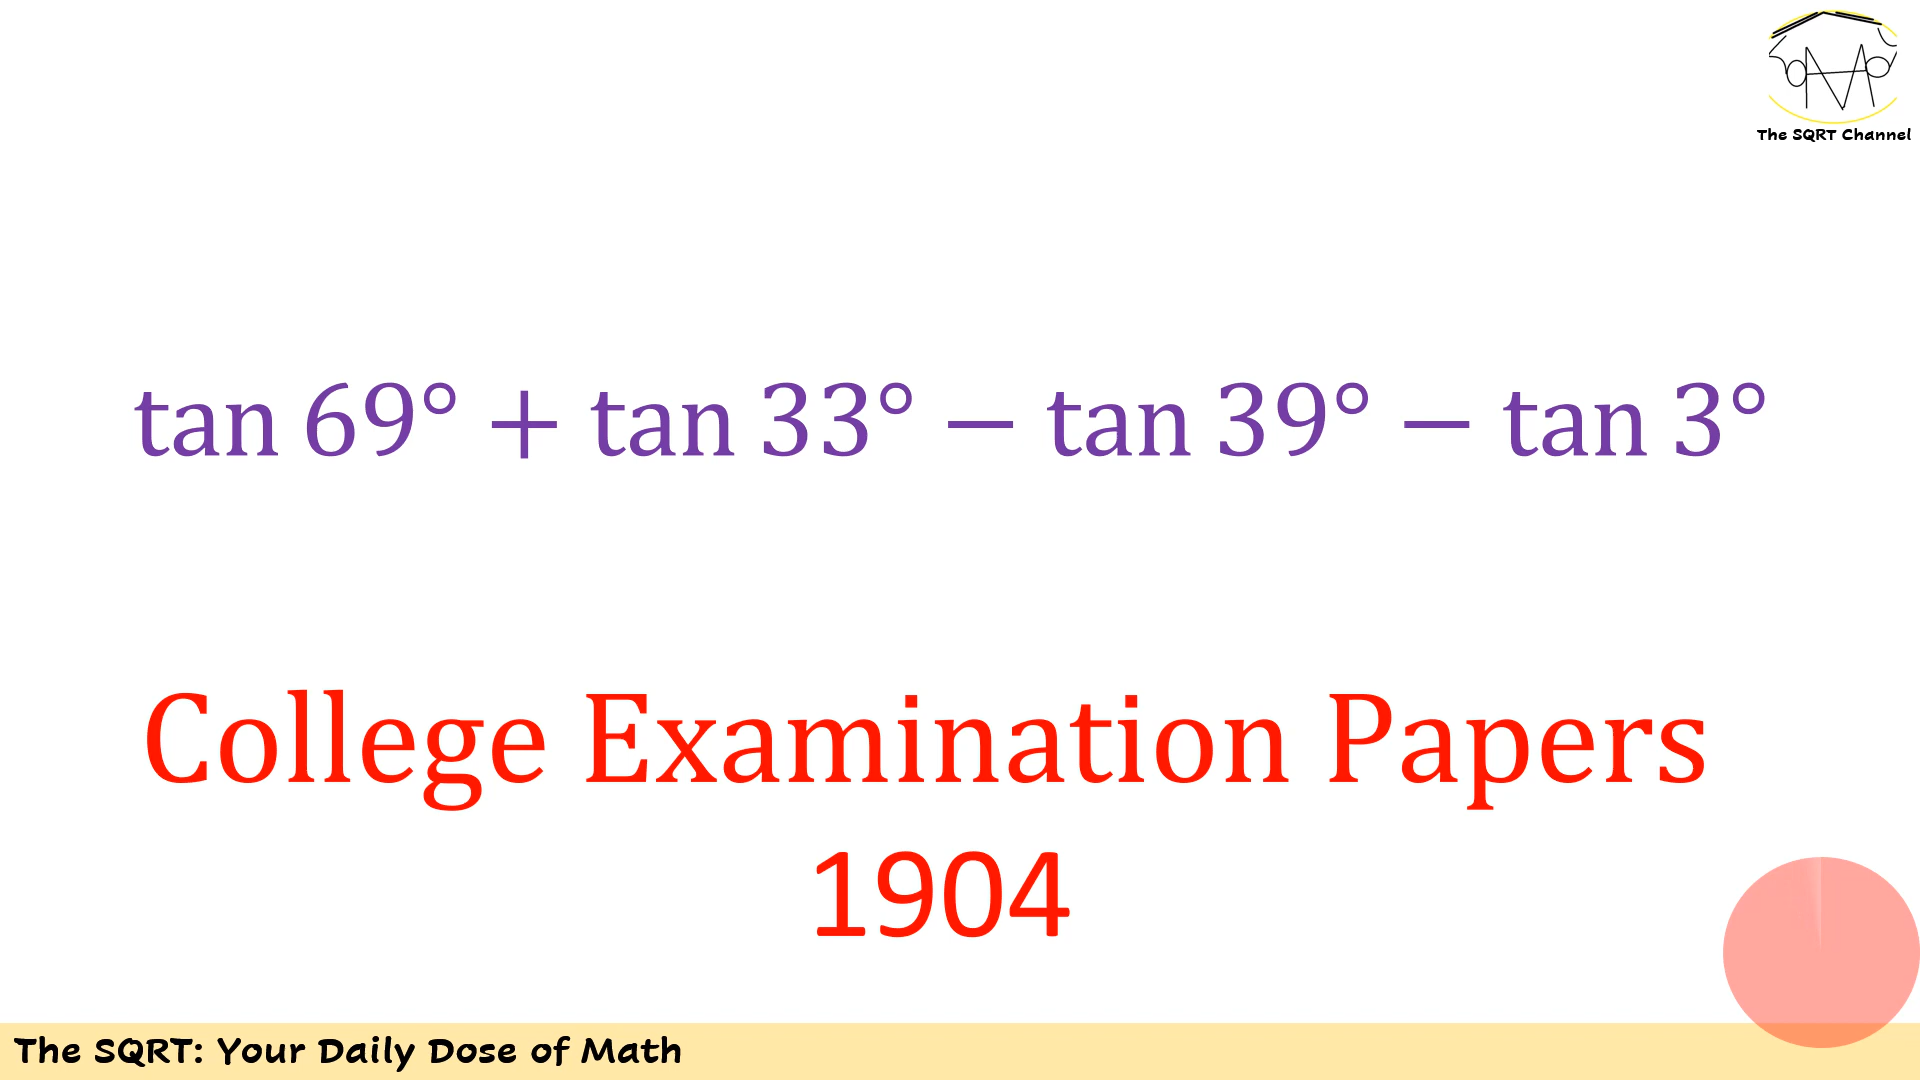 The SQRT Channel
tan 69° + tan 33° − tan 39° − tan 3°
College Examination Papers
1904
The SQRT: Your Daily Dose of Math